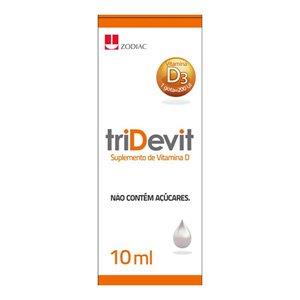 ZODIAC
Vitamina
D3
1 gota=200 UI
triDevit
Suplemento de Vitamina D
NÃO CONTÉM AÇÚCARES.
10 ml